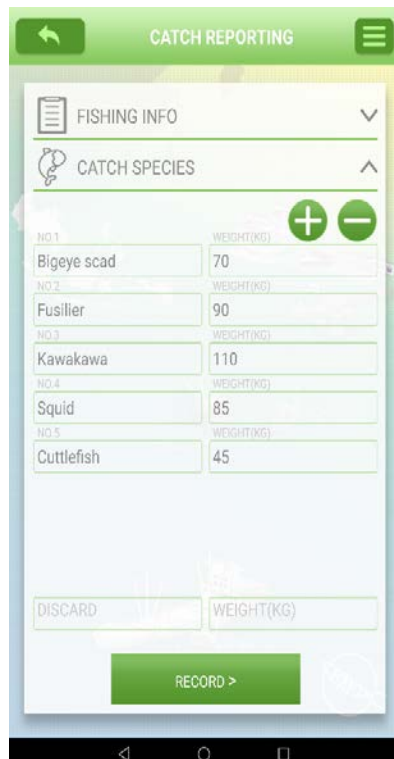 CATCH REPORTING
FISHING INFO
CATCH SPECIES
NO.1 WEIGHT(KG)
Bigeye scad 70
NO.2 WEIGHT(KG)
Fusilier 90
NO.3 WEIGHT(KG)
Kawakawa 110
NO.4 WEIGHT(KG)
Squid 85
NO.5 WEIGHT(KG)
Cuttlefish 45
DISCARD WEIGHT(KG)
RECORD >